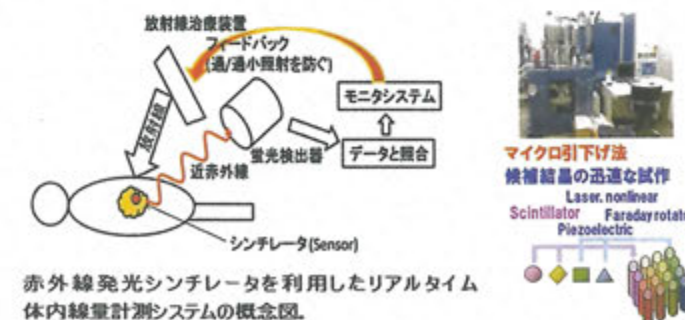 放射線治療装置
フィードバック
(過/過小照射を防ぐ)
モニタシステム
放射線
蛍光検出器
データと照合
近赤外線
シンチレータ(Sensor)
赤外線発光シンチレータを利用したリアルタイム
体内線量計測システムの概念図.
マイクロ引下げ法
候補結晶の迅速な試作
Laser. nonlinear
Scintillator
Faraday rotat
Piezoelectric